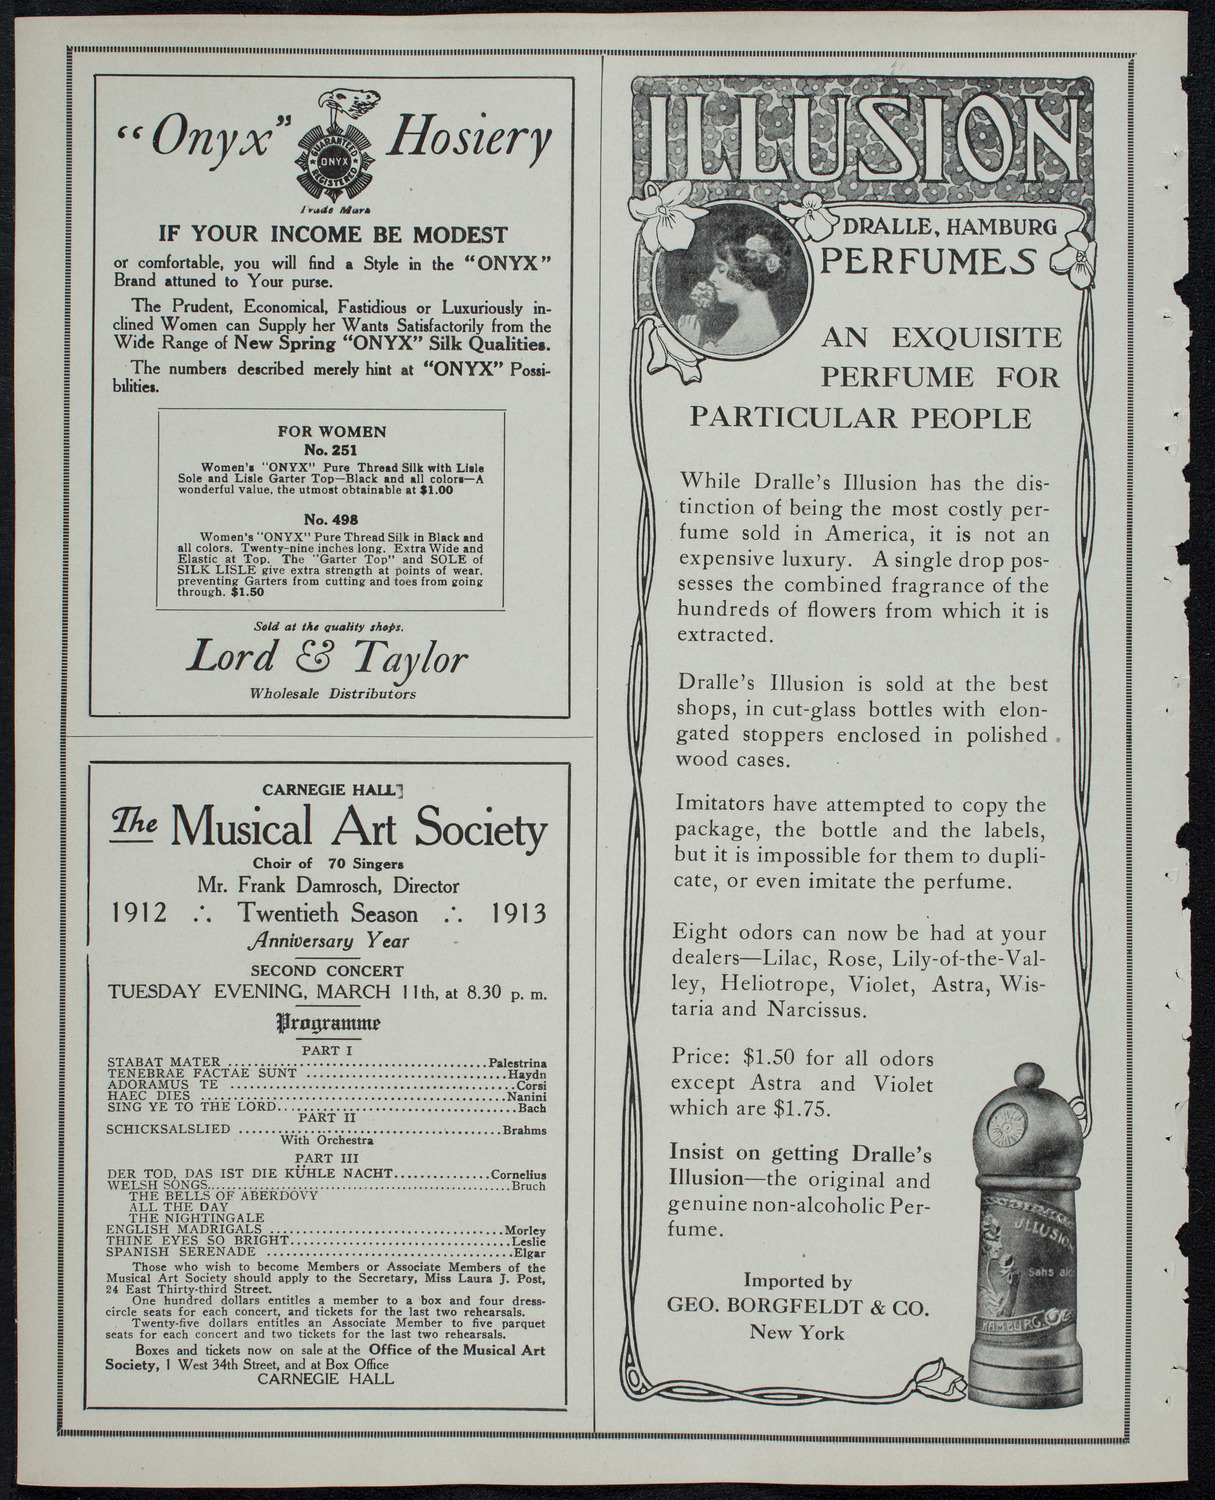 "Onyx" Hosiery
GUARANTEED
ONYX
REGISTERED
Trade Mark
IF YOUR INCOME BE MODEST
or comfortable, you will find a Style in the "ONYX"
Brand attuned to Your purse.
The Prudent, Economical, Fastidious or Luxuriously in-
clined Women can Supply her Wants Satisfactorily from the
Wide Range of New Spring "ONYX" Silk Qualities.
The numbers described merely hint at "ONYX" Possi-
bilities.
FOR WOMEN
No. 251
Women's "ONYX" Pure Thread Silk with Lisle
Sole and Lisle Garter Top—Black and all colors—A
wonderful value, the utmost obtainable at $1.00
No. 498
Women's "ONYX" Pure Thread Silk in Black and
all colors. Twenty-nine inches long. Extra Wide and
Elastic at Top. The "Garter Top" and SOLE of
SILK LISLE give extra strength at points of wear,
preventing Garters from cutting and toes from going
through. $1.50
Sold at the quality shops.
Lord & Taylor
Wholesale Distributors
CARNEGIE HALL
The Musical Art Society
Choir of 70 Singers
Mr. Frank Damrosch, Director
1912 ∴ Twentieth Season ∴ 1913
Anniversary Year
SECOND CONCERT
TUESDAY EVENING, MARCH 11th, at 8.30 p. m.
Programme
PART I
STABAT MATER ........ Palestrina
TENEBRAE FACTAE SUNT ........ Haydn
ADORAMUS TE ........ Corsi
HAEC DIES ........ Nanini
SING YE TO THE LORD ........ Bach
PART II
SCHICKSALSLIED ........ Brahms
With Orchestra
PART III
DER TOD, DAS IST DIE KÜHLE NACHT ........ Cornelius
WELSH SONGS ........ Bruch
THE BELLS OF ABERDOVY
ALL THE DAY
THE NIGHTINGALE
ENGLISH MADRIGALS ........ Morley
THINE EYES SO BRIGHT ........ Leslie
SPANISH SERENADE ........ Elgar
Those who wish to become Members or Associate Members of the
Musical Art Society should apply to the Secretary, Miss Laura J. Post,
24 East Thirty-third Street.
One hundred dollars entitles a member to a box and four dress-
circle seats for each concert, and tickets for the last two rehearsals.
Twenty-five dollars entitles an Associate Member to five parquet
seats for each concert and two tickets for the last two rehearsals.
Boxes and tickets now on sale at the Office of the Musical Art
Society, 1 West 34th Street, and at Box Office
CARNEGIE HALL
ILLUSION
DRALLE, HAMBURG
PERFUMES
AN EXQUISITE
PERFUME FOR
PARTICULAR PEOPLE
While Dralle's Illusion has the dis-
tinction of being the most costly per-
fume sold in America, it is not an
expensive luxury. A single drop pos-
sesses the combined fragrance of the
hundreds of flowers from which it is
extracted.
Dralle's Illusion is sold at the best
shops, in cut-glass bottles with elon-
gated stoppers enclosed in polished
wood cases.
Imitators have attempted to copy the
package, the bottle and the labels,
but it is impossible for them to dupli-
cate, or even imitate the perfume.
Eight odors can now be had at your
dealers—Lilac, Rose, Lily-of-the-Val-
ley, Heliotrope, Violet, Astra, Wis-
taria and Narcissus.
Price: $1.50 for all odors
except Astra and Violet
which are $1.75.
Insist on getting Dralle's
Illusion—the original and
genuine non-alcoholic Per-
fume.
Imported by
GEO. BORGFELDT & CO.
New York
ILLUSION
HAMBURG